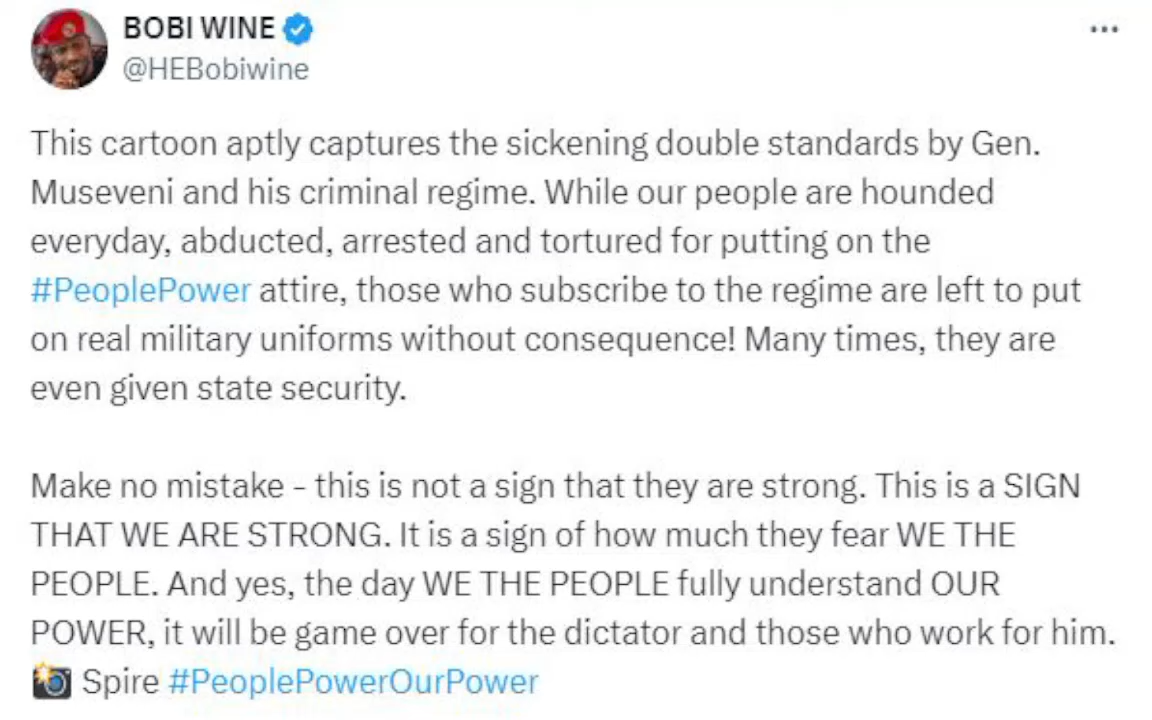 BOBI WINE
@HEBobiwine
This cartoon aptly captures the sickening double standards by Gen.
Museveni and his criminal regime. While our people are hounded
everyday, abducted, arrested and tortured for putting on the
#PeoplePower attire, those who subscribe to the regime are left to put
on real military uniforms without consequence! Many times, they are
even given state security.
Make no mistake - this is not a sign that they are strong. This is a SIGN
THAT WE ARE STRONG. It is a sign of how much they fear WE THE
PEOPLE. And yes, the day WE THE PEOPLE fully understand OUR
POWER, it will be game over for the dictator and those who work for him.
📸 Spire #PeoplePowerOurPower